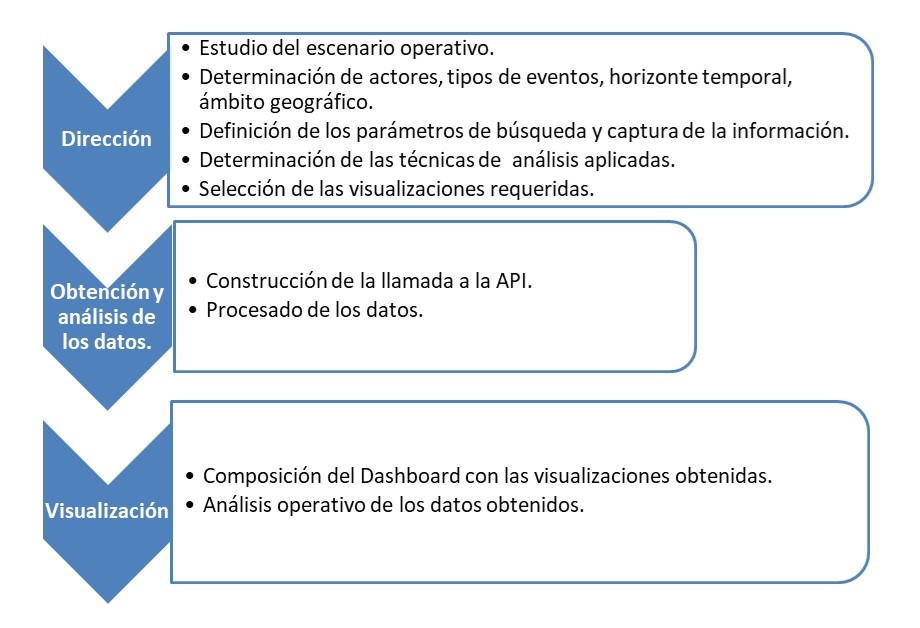 Dirección
• Estudio del escenario operativo.
• Determinación de actores, tipos de eventos, horizonte temporal,
ámbito geográfico.
• Definición de los parámetros de búsqueda y captura de la información.
• Determinación de las técnicas de  análisis aplicadas.
• Selección de las visualizaciones requeridas.
Obtención y
análisis de
los datos.
• Construcción de la llamada a la API.
• Procesado de los datos.
Visualización
• Composición del Dashboard con las visualizaciones obtenidas.
• Análisis operativo de los datos obtenidos.